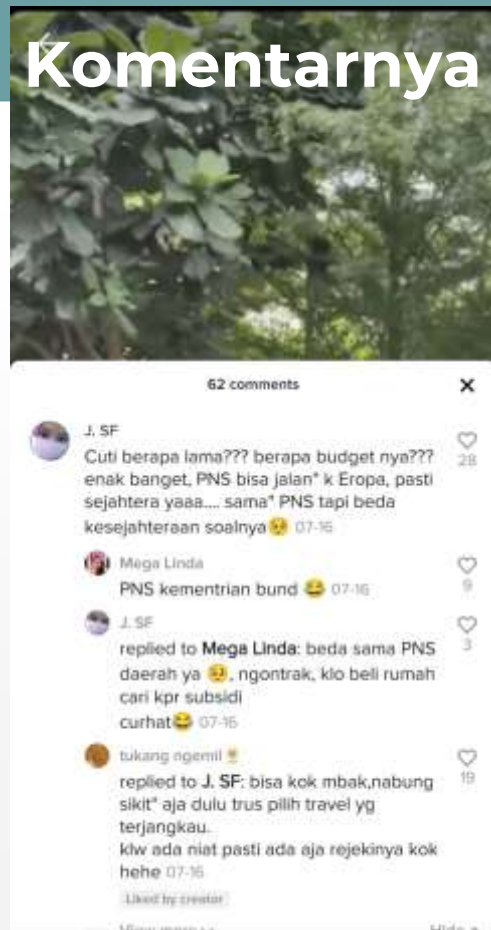 Komentarnya
62 comments
J. SF
Cuti berapa lama??? berapa budget nya???
28
enak banget, PNS bisa jalan" k Eropa, pasti
sejahtera yaaa.... sama" PNS tapi beda
kesejahteraan soalnya🥺 07-16
Mega Linda
PNS kementrian bund 😂 07-16
9
J. SF
replied to Mega Linda: beda sama PNS
3
daerah ya 🥺, ngontrak, klo beli rumah
cari kpr subsidi
curhat😂 07-16
tukang ngemil
replied to J. SF: bisa kok mbak,nabung
19
sikit" aja dulu trus pilih travel yg
terjangkau.
klw ada niat pasti ada aja rejekinya kok
hehe 07-16
Liked by creator
View more
Hide